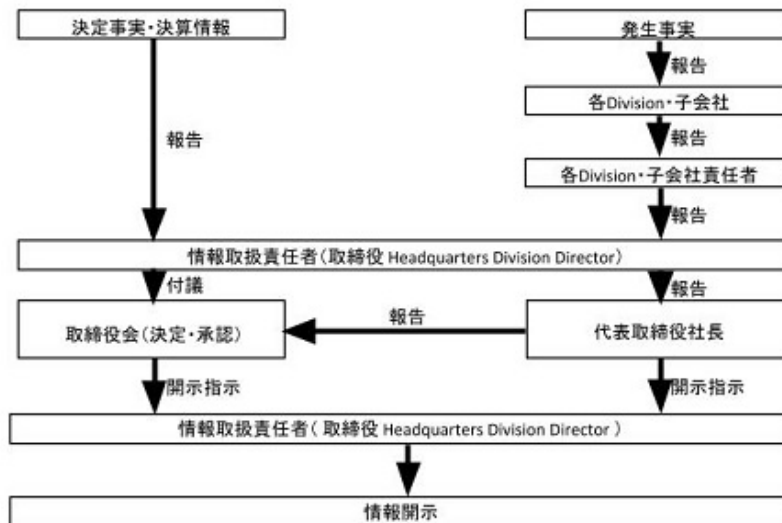 決定事実・決算情報
発生事実
報告
各Division・子会社
報告
報告
各Division・子会社責任者
報告
情報取扱責任者（取締役 Headquarters Division Director）
付議
報告
取締役会（決定・承認）
報告
代表取締役社長
開示指示
開示指示
情報取扱責任者（ 取締役 Headquarters Division Director ）
情報開示